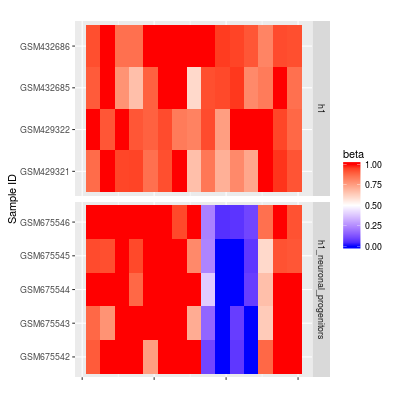 Sample ID
GSM432686
GSM432685
GSM429322
GSM429321
h1
GSM675546
GSM675545
GSM675544
GSM675543
GSM675542
h1_neuronal_progenitors
beta
1.00
0.75
0.50
0.25
0.00